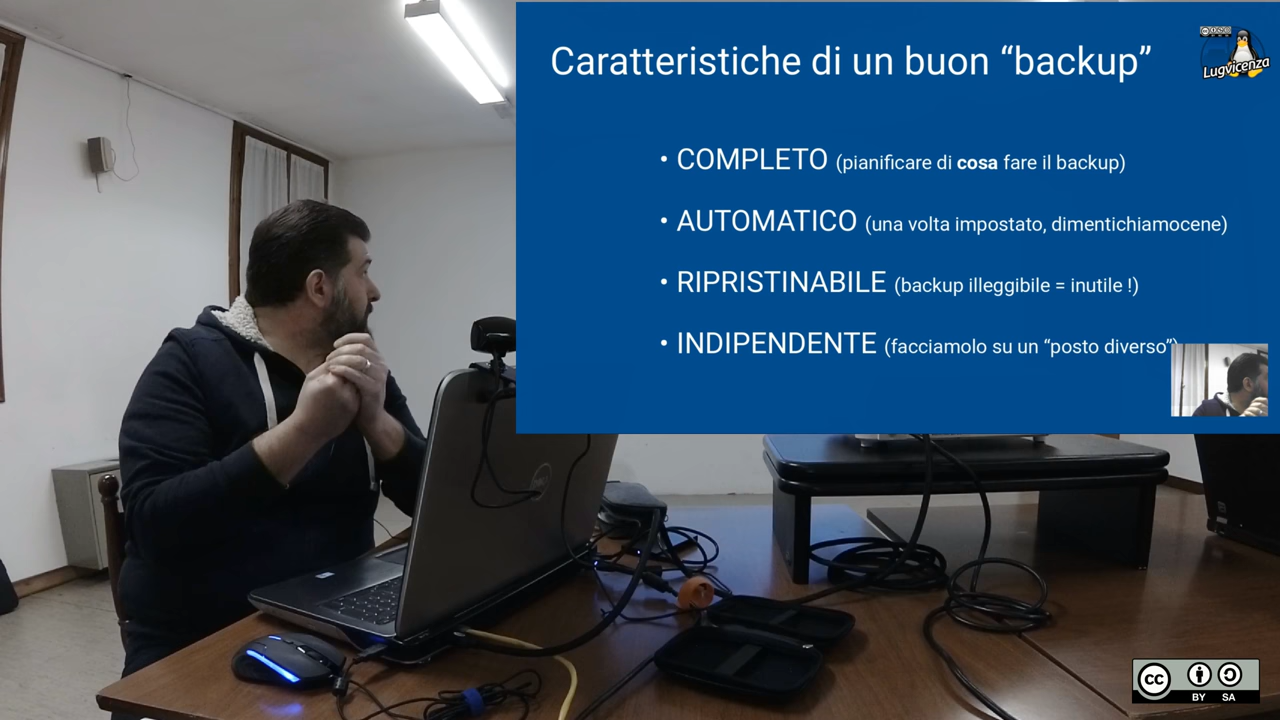 Caratteristiche di un buon “backup”
Lugvicenza
• COMPLETO (pianificare di cosa fare il backup)
• AUTOMATICO (una volta impostato, dimentichiamocene)
• RIPRISTINABILE (backup illeggibile = inutile !)
• INDIPENDENTE (facciamolo su un “posto diverso”)
cc
BY SA